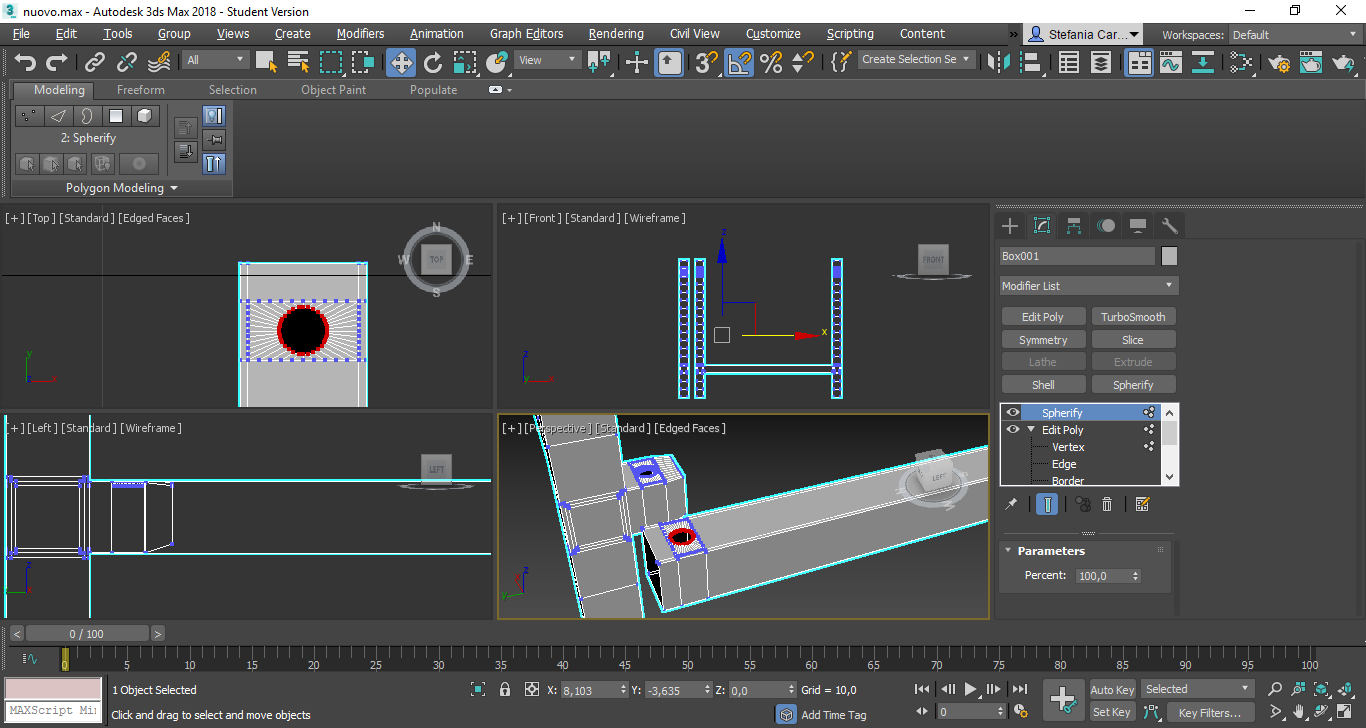 3 nuovo.max - Autodesk 3ds Max 2018 - Student Version
File Edit Tools Group Views Create Modifiers Animation Graph Editors Rendering Civil View Customize Scripting Content » Stefania Car... Workspaces: Default
All View 3 Create Selection Se
Modeling Freeform Selection Object Paint Populate
2: Spherify
Polygon Modeling
[+] [Top] [Standard] [Edged Faces]
N
W TOP E
S
y
z x
[+] [Front] [Standard] [Wireframe]
FRONT
z
x
z
y x
Box001
Modifier List
Edit Poly TurboSmooth
Symmetry Slice
Lathe Extrude
Shell Spherify
Spherify
Edit Poly
Vertex
Edge
Border
Parameters
Percent: 100,0
[+] [Left] [Standard] [Wireframe]
LEFT
z
y
[+] [Perspective] [Standard] [Edged Faces]
LEFT
S
z
x
y
< 0 / 100 >
0 5 10 15 20 25 30 35 40 45 50 55 60 65 70 75 80 85 90 95 100
1 Object Selected X: 8,103 Y: -3,635 Z: 0,0 Grid = 10,0 Auto Key Selected
MAXScript Mi Click and drag to select and move objects Add Time Tag 0 Set Key Key Filters...